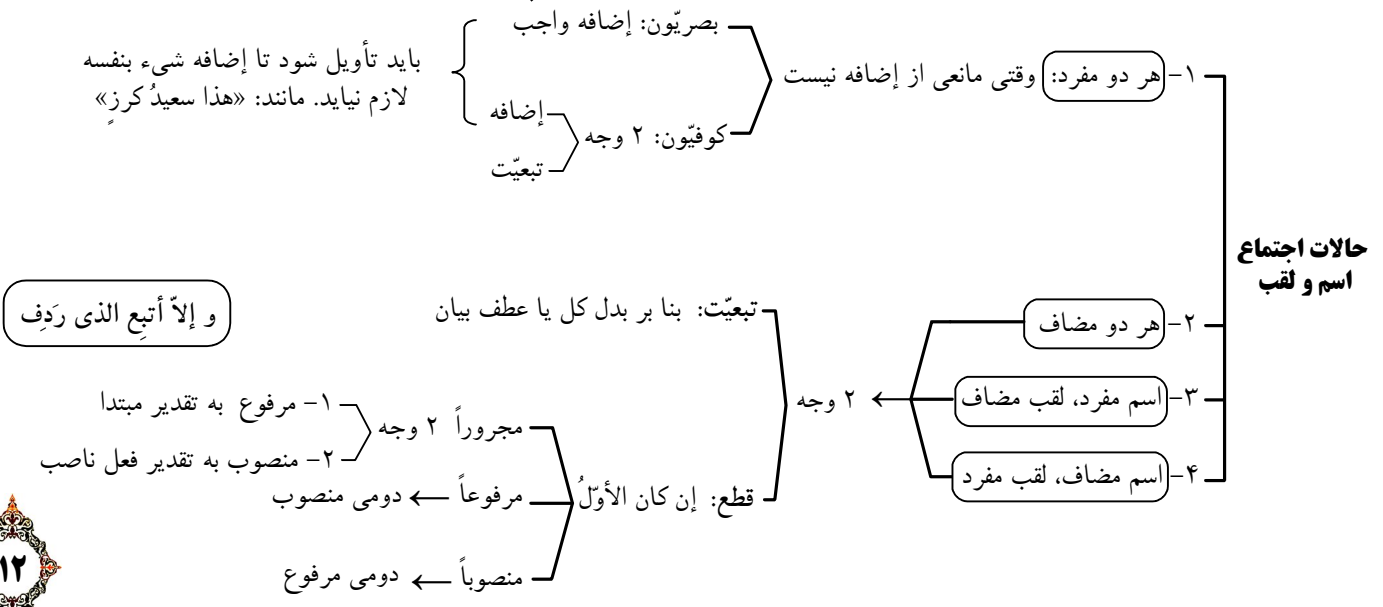 حالات اجتماع
اسم و لقب
۱- هر دو مفرد: وقتی مانعی از إضافه نیست
بصریّون: إضافه واجب
کوفیّون: ۲ وجه
إضافه
تبعیّت
باید تأویل شود تا إضافه شیء بنفسه
لازم نیاید. مانند: «هذا سعیدُ کرزٍ»
۲- هر دو مضاف
۳- اسم مفرد، لقب مضاف
۴- اسم مضاف، لقب مفرد
← ۲ وجه
تبعیّت: بنا بر بدل کل یا عطف بیان
و إلاّ أتبِع الذی رَدِف
قطع: إن کان الأوّلُ
مجروراً ۲ وجه
۱- مرفوع به تقدیر مبتدا
۲- منصوب به تقدیر فعل ناصب
مرفوعاً ← دومی منصوب
منصوباً ← دومی مرفوع
۱۲